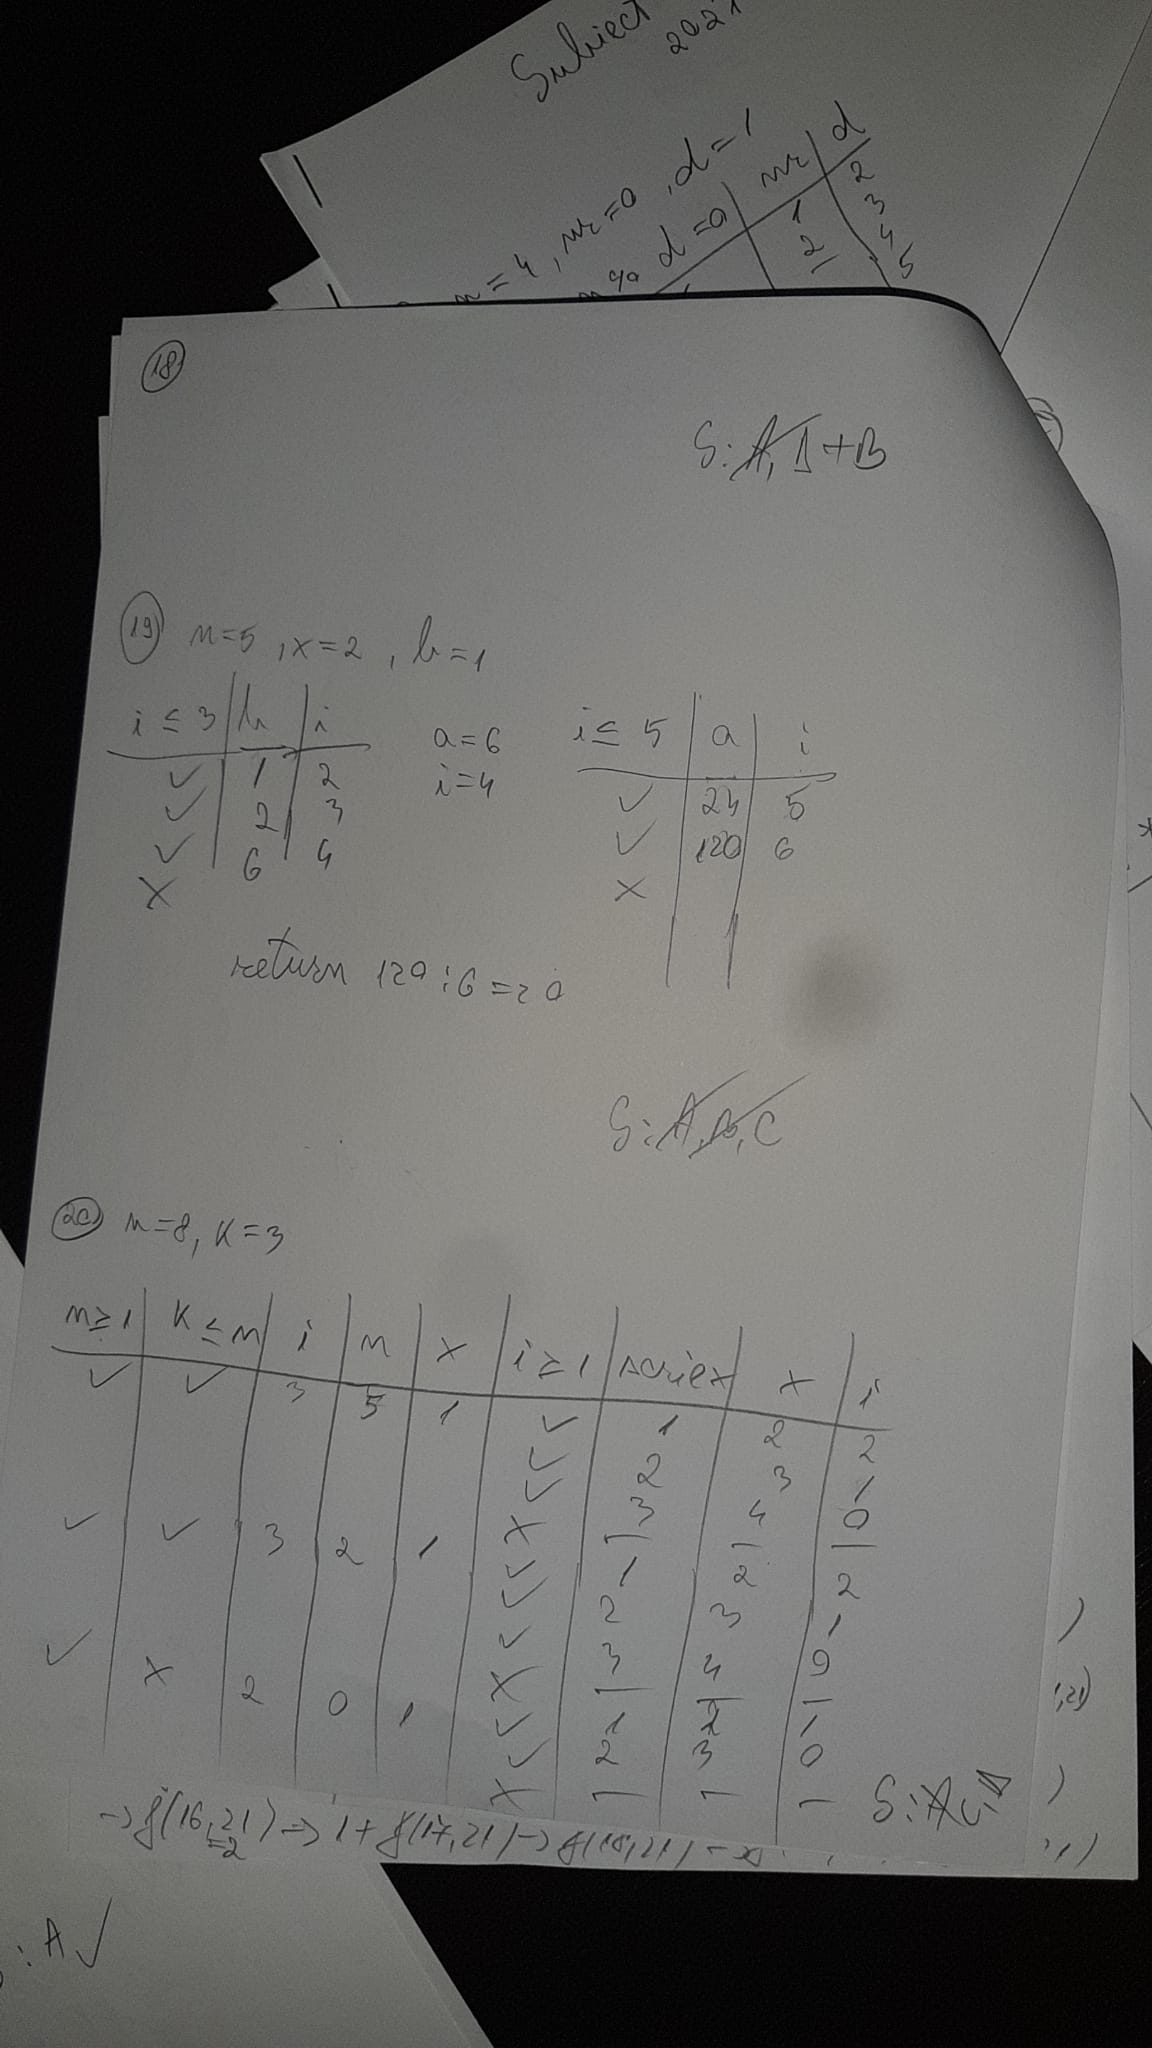 Subiect
202
n=4, nr=0, d=1
d=0 | nr | d
1 2
2 3
4
5
18
S: A, D + B
19 n=5, x=2, b=1
i ≤ 3 | b | i
✓ 1 2
✓ 2 3
✓ 6 4
X
a=6
i=4
i ≤ 5 | a | i
✓ 24 5
✓ 120 6
X
return 120 : 6 = 20
S: A, B, C
20 n=8, K=3
n ≥ 1 | K ≤ n | i | n | x | i ≥ 1 | scrie x | x | i
✓ ✓ 3 5 1 ✓ 1 2 2
✓ 2 3 1
✓ 3 4 0
X — — —
✓ ✓ 3 2 1 ✓ 1 2 2
✓ 2 3 1
✓ 3 4 0
X — — —
✓ X 2 0 1 ✓ 1 2 1
✓ 2 3 0
X — — —
S: A
,21)
→ f(16,21) → 1 + f(17,21) → f(18,21)
=2
: A ✓